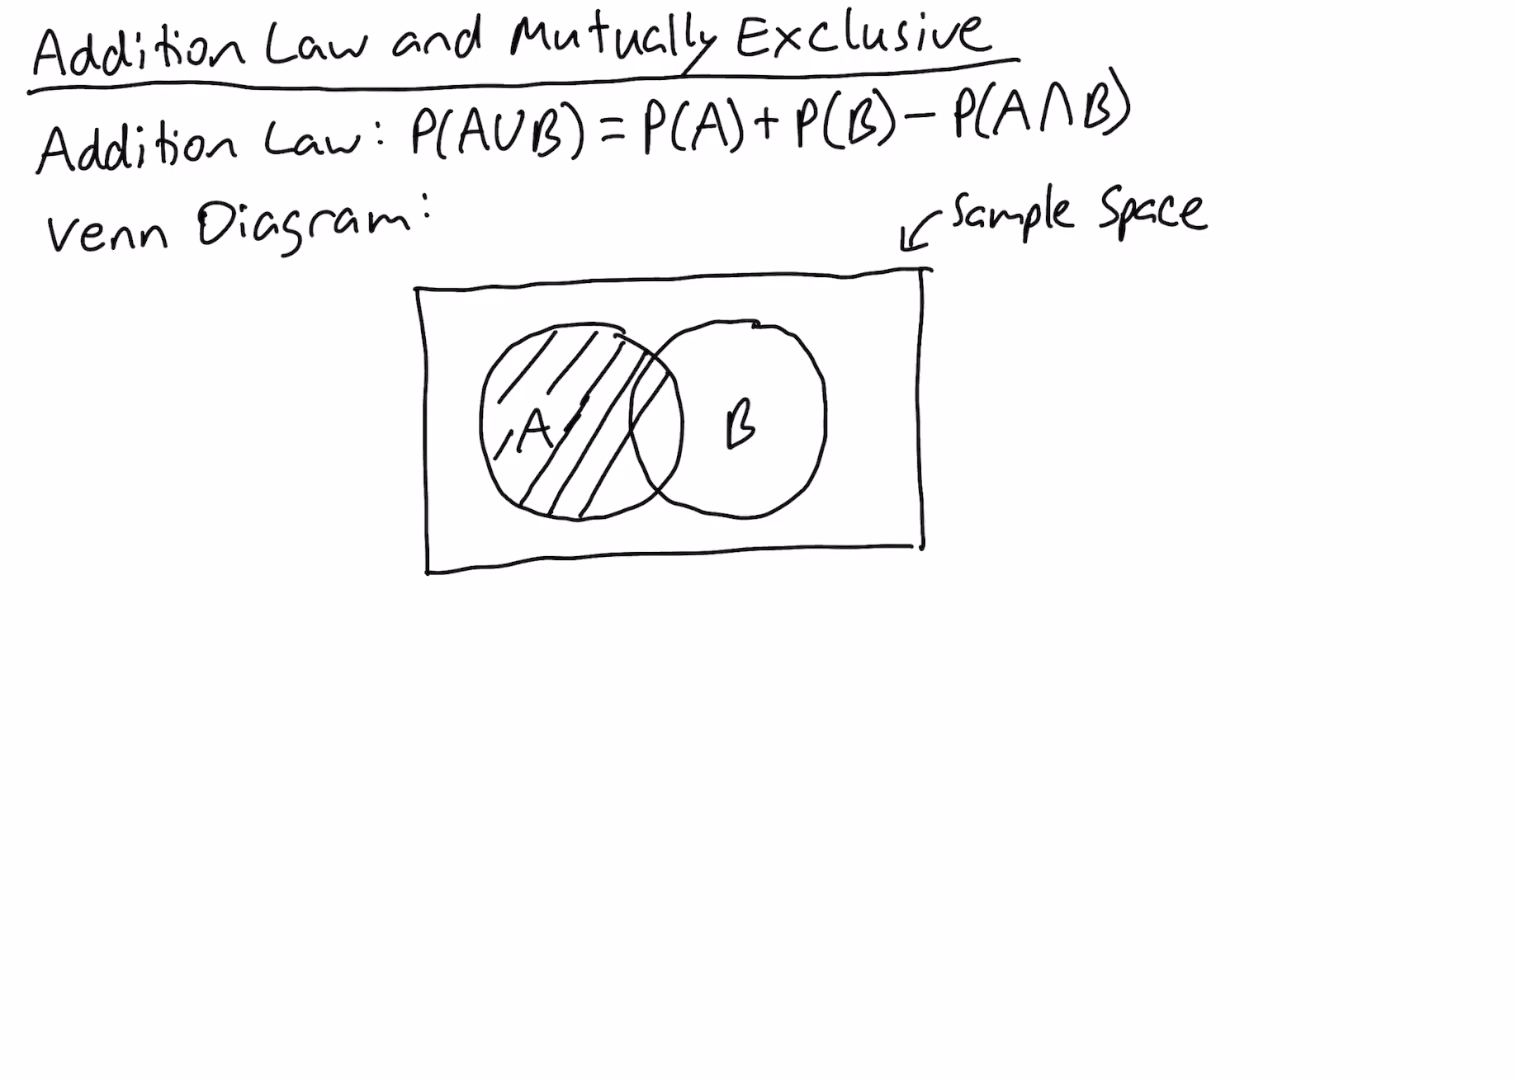 Addition Law and Mutually Exclusive
Addition Law: P(A∪B) = P(A) + P(B) - P(A∩B)
Venn Diagram:
Sample Space
A
B